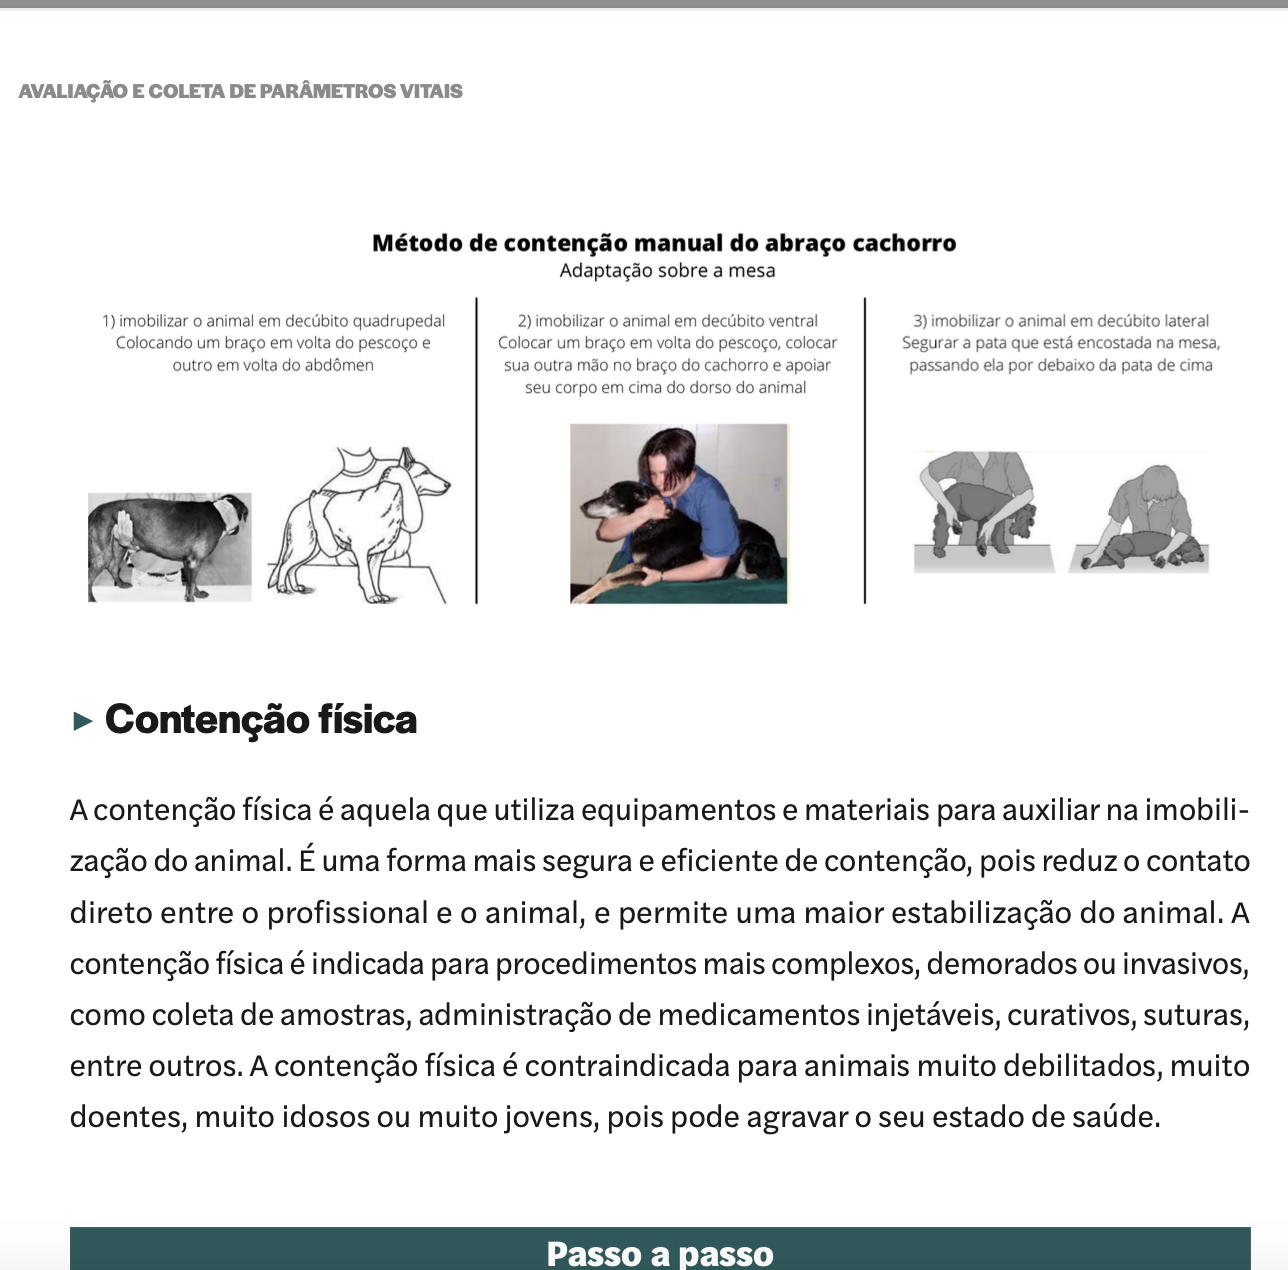 AVALIAÇÃO E COLETA DE PARÂMETROS VITAIS
Método de contenção manual do abraço cachorro
Adaptação sobre a mesa
1) imobilizar o animal em decúbito quadrupedal
Colocando um braço em volta do pescoço e
outro em volta do abdômen
2) imobilizar o animal em decúbito ventral
Colocar um braço em volta do pescoço, colocar
sua outra mão no braço do cachorro e apoiar
seu corpo em cima do dorso do animal
3) imobilizar o animal em decúbito lateral
Segurar a pata que está encostada na mesa,
passando ela por debaixo da pata de cima
► Contenção física
A contenção física é aquela que utiliza equipamentos e materiais para auxiliar na imobili-
zação do animal. É uma forma mais segura e eficiente de contenção, pois reduz o contato
direto entre o profissional e o animal, e permite uma maior estabilização do animal. A
contenção física é indicada para procedimentos mais complexos, demorados ou invasivos,
como coleta de amostras, administração de medicamentos injetáveis, curativos, suturas,
entre outros. A contenção física é contraindicada para animais muito debilitados, muito
doentes, muito idosos ou muito jovens, pois pode agravar o seu estado de saúde.
Passo a passo